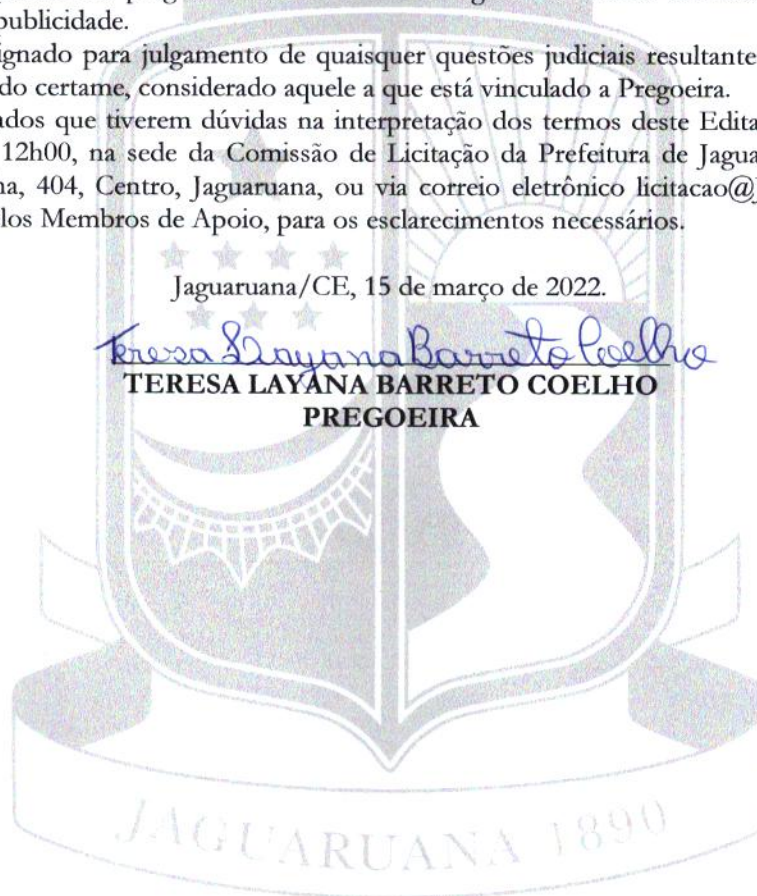 publicidade.
ignado para julgamento de quaisquer questões judiciais resultante
do certame, considerado aquele a que está vinculado a Pregoeira.
dos que tiverem dúvidas na interpretação dos termos deste Edita
12h00, na sede da Comissão de Licitação da Prefeitura de Jagua
na, 404, Centro, Jaguaruana, ou via correio eletrônico licitacao@j
los Membros de Apoio, para os esclarecimentos necessários.
Jaguaruana/CE, 15 de março de 2022.
Teresa Layana Barreto Coelho
TERESA LAYANA BARRETO COELHO
PREGOEIRA
JAGUARUANA 1890